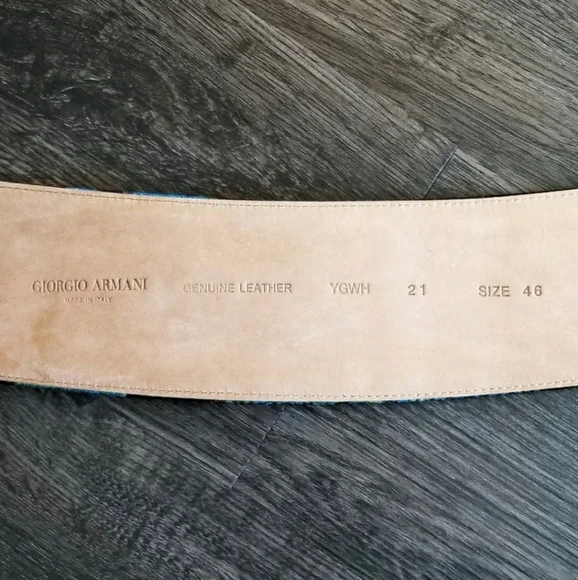 GIORGIO ARMANI GENUINE LEATHER YGWH 21 SIZE 46
MADE IN ITALY